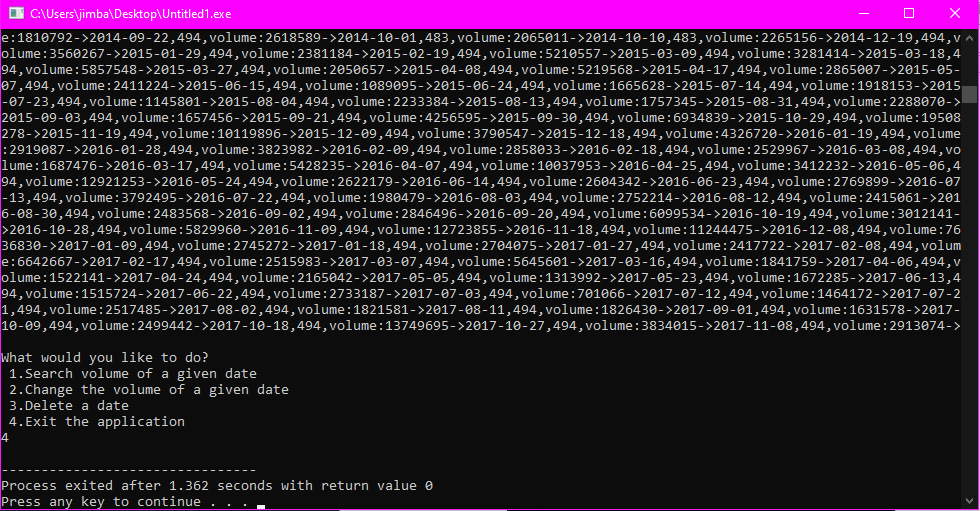 C:\Users\jimba\Desktop\Untitled1.exe
e:1810792->2014-09-22,494,volume:2618589->2014-10-01,483,volume:2065011->2014-10-10,483,volume:2265156->2014-12-19,494,v
olume:3560267->2015-01-29,494,volume:2381184->2015-02-19,494,volume:5210557->2015-03-09,494,volume:3281414->2015-03-18,4
94,volume:5857548->2015-03-27,494,volume:2050657->2015-04-08,494,volume:5219568->2015-04-17,494,volume:2865007->2015-05-
07,494,volume:2411224->2015-06-15,494,volume:1089095->2015-06-24,494,volume:1665628->2015-07-14,494,volume:1918153->2015
-07-23,494,volume:1145801->2015-08-04,494,volume:2233384->2015-08-13,494,volume:1757345->2015-08-31,494,volume:2288070->
2015-09-03,494,volume:1657456->2015-09-21,494,volume:4256595->2015-09-30,494,volume:6934839->2015-10-29,494,volume:19508
278->2015-11-19,494,volume:10119896->2015-12-09,494,volume:3790547->2015-12-18,494,volume:4326720->2016-01-19,494,volume
:2919087->2016-01-28,494,volume:3823982->2016-02-09,494,volume:2858033->2016-02-18,494,volume:2529967->2016-03-08,494,vo
lume:1687476->2016-03-17,494,volume:5428235->2016-04-07,494,volume:10037953->2016-04-25,494,volume:3412232->2016-05-06,4
94,volume:12921253->2016-05-24,494,volume:2622179->2016-06-14,494,volume:2604342->2016-06-23,494,volume:2769899->2016-07
-13,494,volume:3792495->2016-07-22,494,volume:1980479->2016-08-03,494,volume:2752214->2016-08-12,494,volume:2415061->201
6-08-30,494,volume:2483568->2016-09-02,494,volume:2846496->2016-09-20,494,volume:6099534->2016-10-19,494,volume:3012141-
>2016-10-28,494,volume:5829960->2016-11-09,494,volume:12723855->2016-11-18,494,volume:11244475->2016-12-08,494,volume:76
36830->2017-01-09,494,volume:2745272->2017-01-18,494,volume:2704075->2017-01-27,494,volume:2417722->2017-02-08,494,volum
e:6642667->2017-02-17,494,volume:2515983->2017-03-07,494,volume:5645601->2017-03-16,494,volume:1841759->2017-04-06,494,v
olume:1522141->2017-04-24,494,volume:2165042->2017-05-05,494,volume:1313992->2017-05-23,494,volume:1672285->2017-06-13,4
94,volume:1515724->2017-06-22,494,volume:2733187->2017-07-03,494,volume:701066->2017-07-12,494,volume:1464172->2017-07-2
1,494,volume:2517485->2017-08-02,494,volume:1821581->2017-08-11,494,volume:1826430->2017-09-01,494,volume:1631578->2017-
10-09,494,volume:2499442->2017-10-18,494,volume:13749695->2017-10-27,494,volume:3834015->2017-11-08,494,volume:2913074->
What would you like to do?
1.Search volume of a given date
2.Change the volume of a given date
3.Delete a date
4.Exit the application
4
--------------------------------
Process exited after 1.362 seconds with return value 0
Press any key to continue . . .